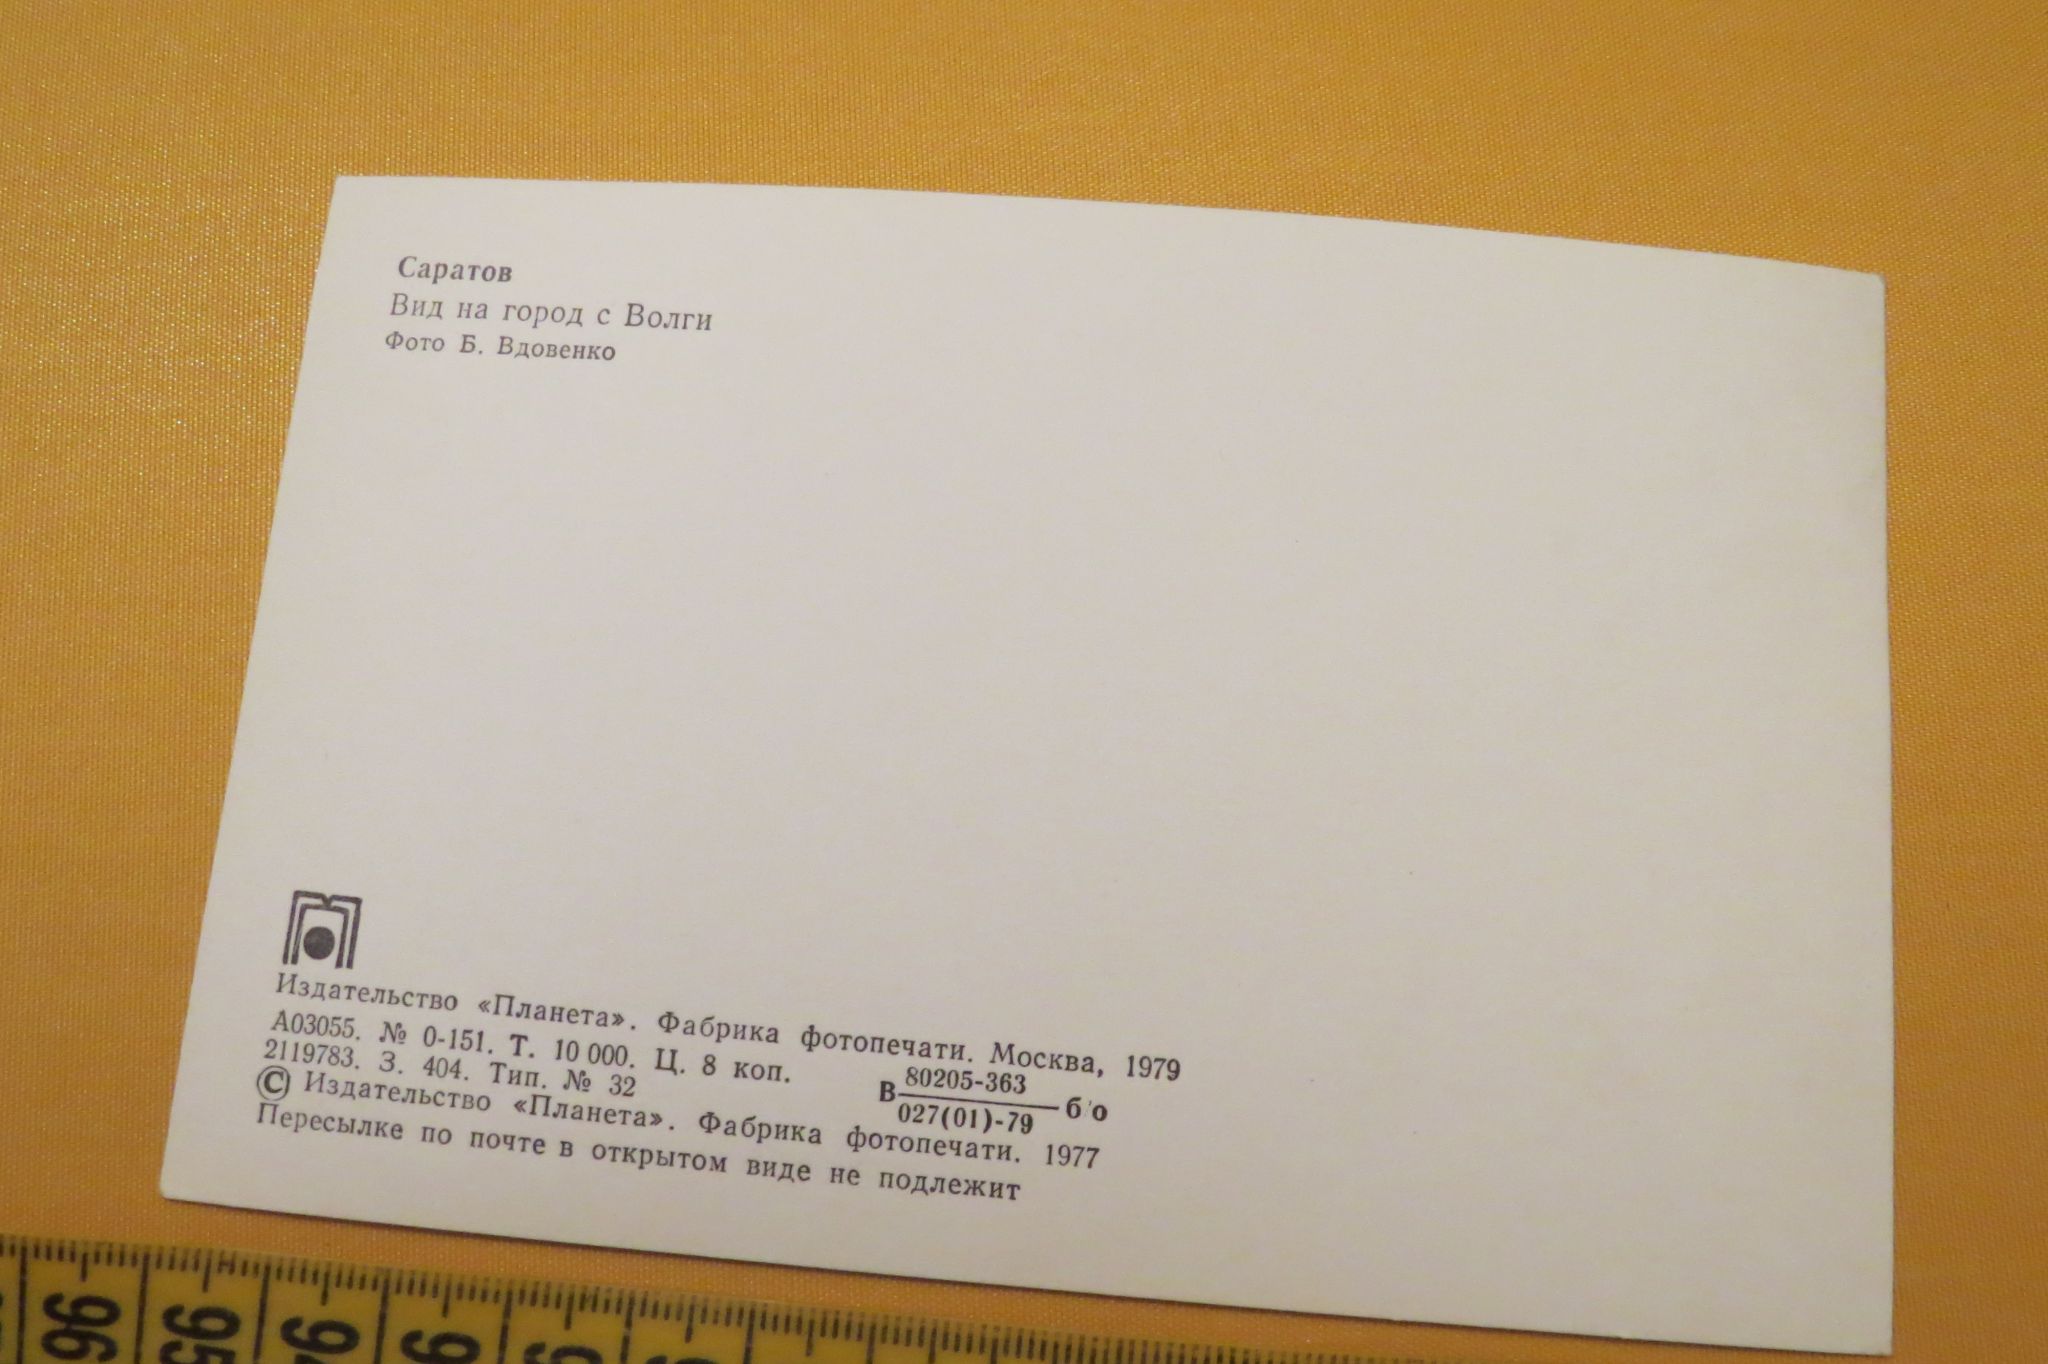 Саратов
Вид на город с Волги
Фото Б. Вдовенко
Издательство «Планета». Фабрика фотопечати. Москва, 1979
А03055. № 0-151. Т. 10 000. Ц. 8 коп.
2119783. З. 404. Тип. № 32
В 80205-363 б'о
027(01)-79
© Издательство «Планета». Фабрика фотопечати. 1977
Пересылке по почте в открытом виде не подлежит
96
95